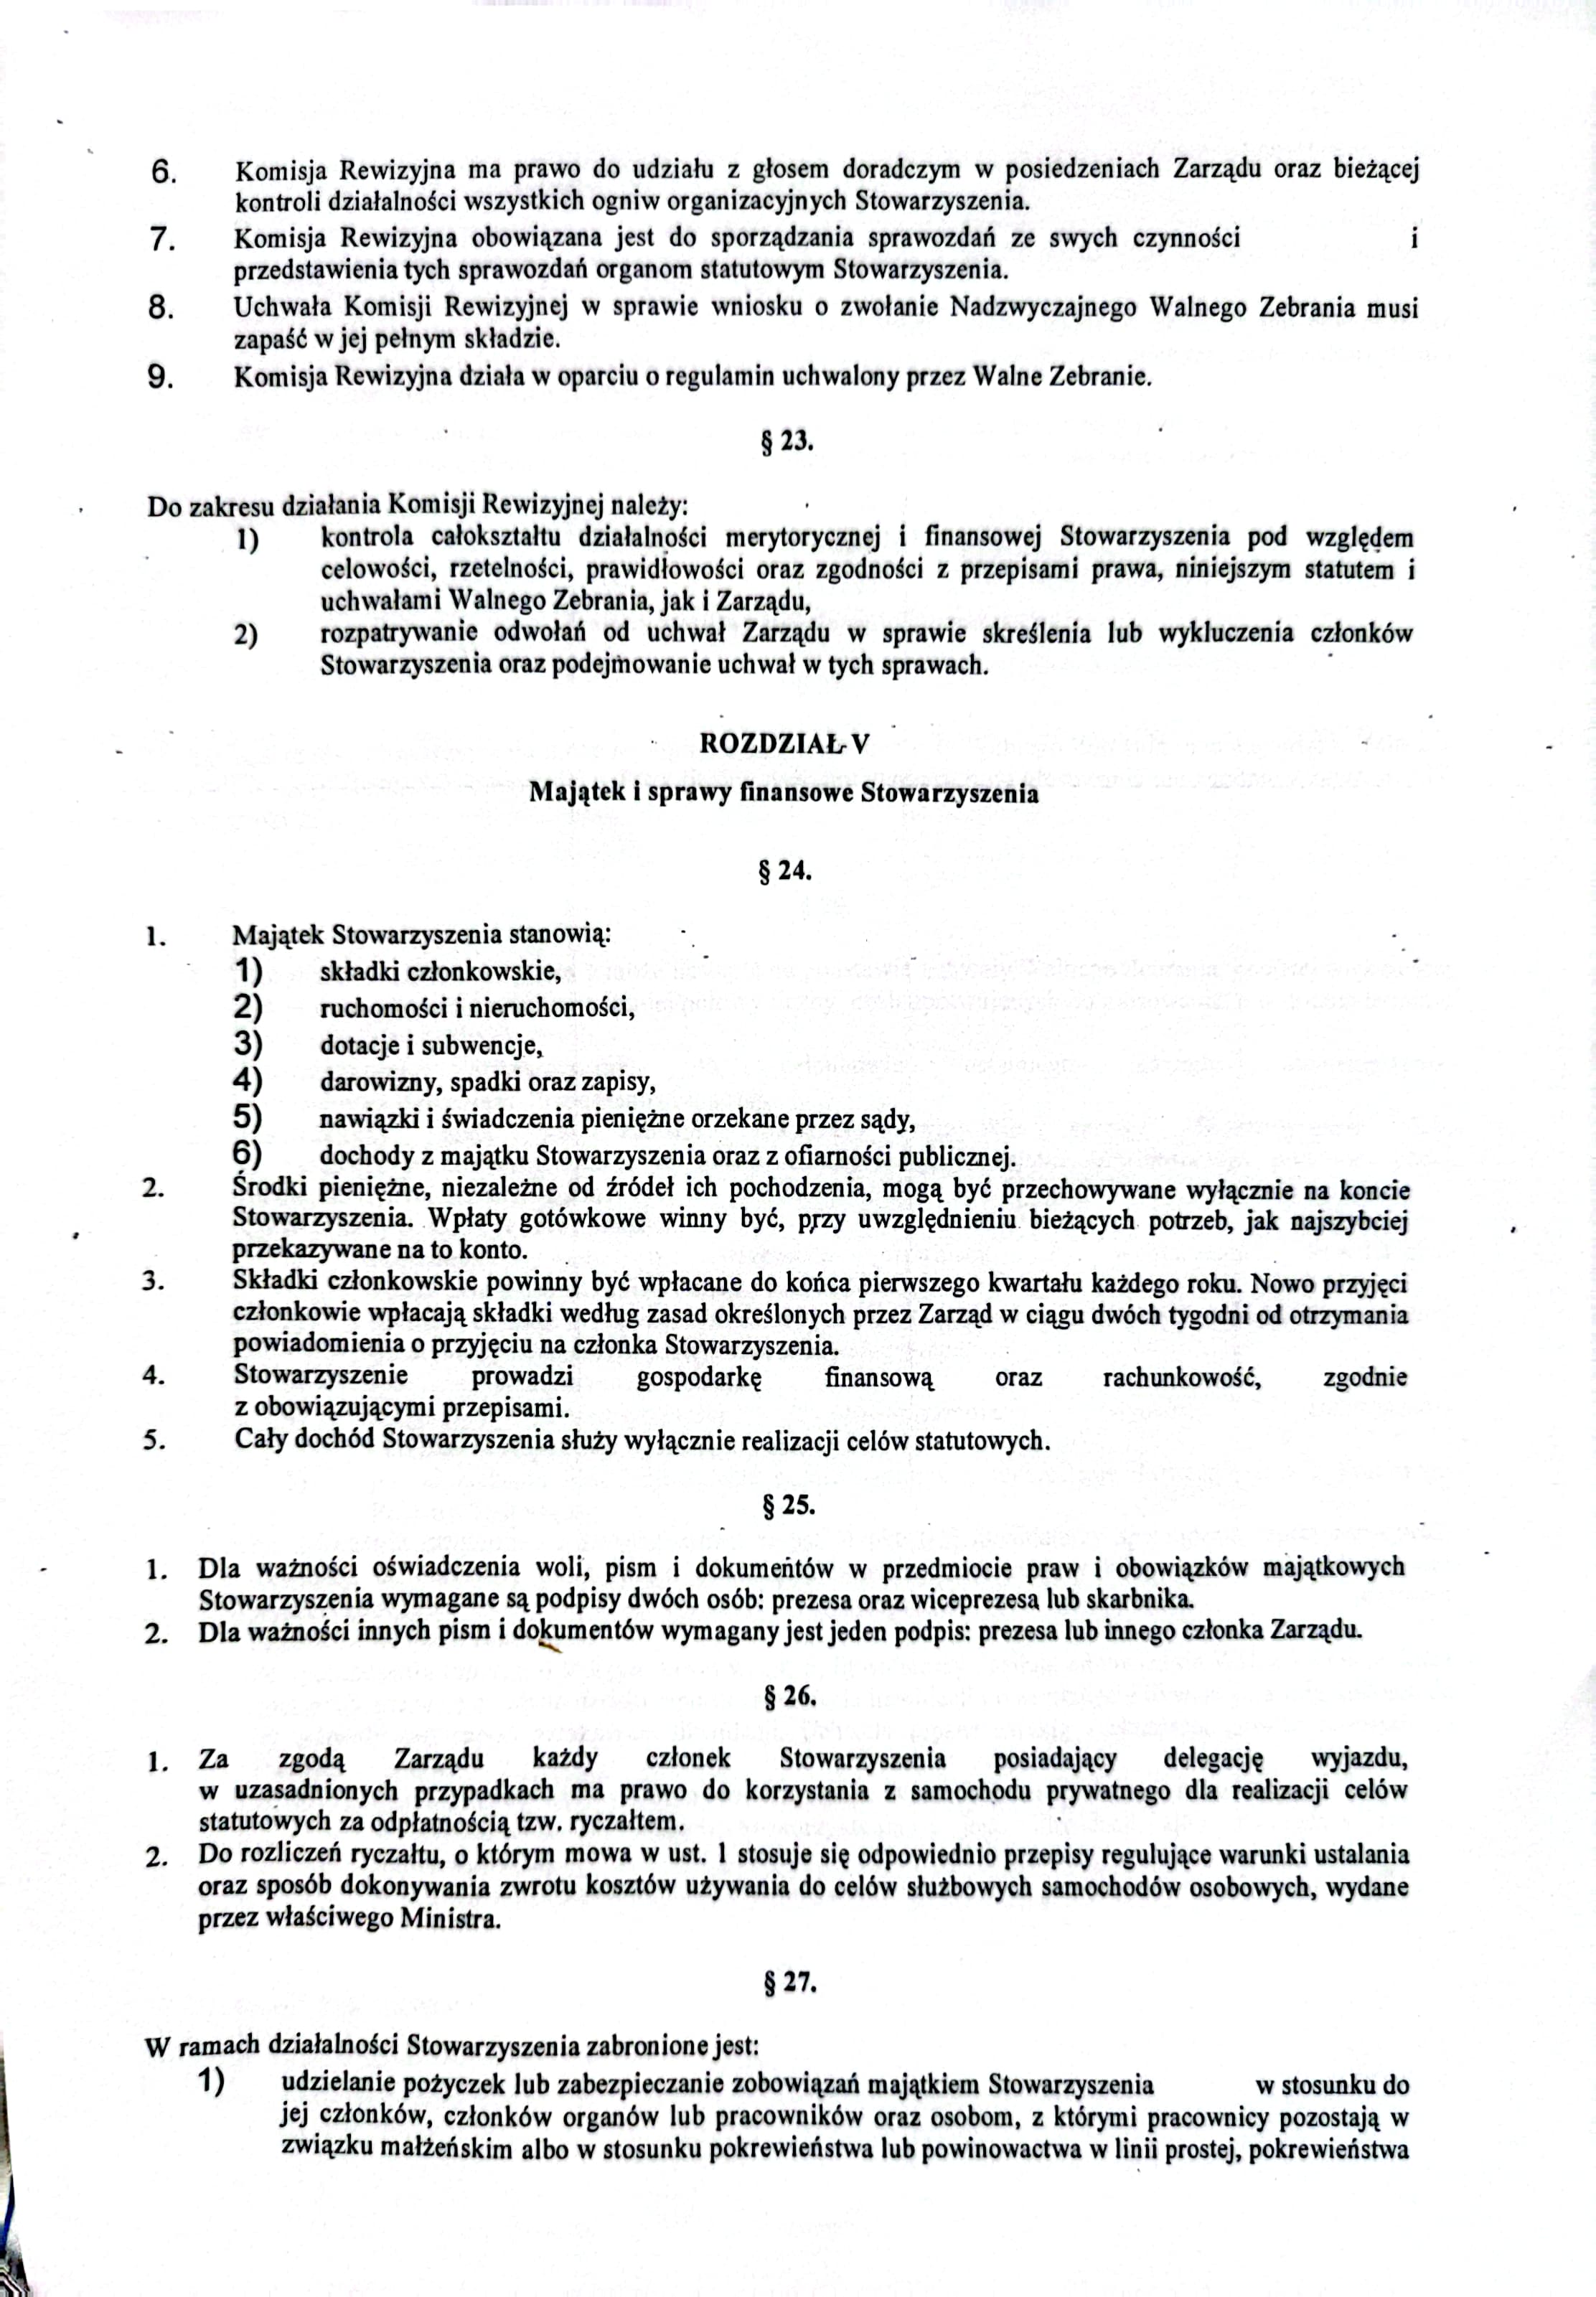 6. Komisja Rewizyjna ma prawo do udziału z głosem doradczym w posiedzeniach Zarządu oraz bieżącej
kontroli działalności wszystkich ogniw organizacyjnych Stowarzyszenia.
7. Komisja Rewizyjna obowiązana jest do sporządzania sprawozdań ze swych czynności i
przedstawienia tych sprawozdań organom statutowym Stowarzyszenia.
8. Uchwała Komisji Rewizyjnej w sprawie wniosku o zwołanie Nadzwyczajnego Walnego Zebrania musi
zapaść w jej pełnym składzie.
9. Komisja Rewizyjna działa w oparciu o regulamin uchwalony przez Walne Zebranie.
§ 23.
Do zakresu działania Komisji Rewizyjnej należy:
1) kontrola całokształtu działalności merytorycznej i finansowej Stowarzyszenia pod względem
celowości, rzetelności, prawidłowości oraz zgodności z przepisami prawa, niniejszym statutem i
uchwałami Walnego Zebrania, jak i Zarządu,
2) rozpatrywanie odwołań od uchwał Zarządu w sprawie skreślenia lub wykluczenia członków
Stowarzyszenia oraz podejmowanie uchwał w tych sprawach.
ROZDZIAŁ V
Majątek i sprawy finansowe Stowarzyszenia
§ 24.
1. Majątek Stowarzyszenia stanowią:
1) składki członkowskie,
2) ruchomości i nieruchomości,
3) dotacje i subwencje,
4) darowizny, spadki oraz zapisy,
5) nawiązki i świadczenia pieniężne orzekane przez sądy,
6) dochody z majątku Stowarzyszenia oraz z ofiarności publicznej.
2. Środki pieniężne, niezależne od źródeł ich pochodzenia, mogą być przechowywane wyłącznie na koncie
Stowarzyszenia. Wpłaty gotówkowe winny być, przy uwzględnieniu bieżących potrzeb, jak najszybciej
przekazywane na to konto.
3. Składki członkowskie powinny być wpłacane do końca pierwszego kwartału każdego roku. Nowo przyjęci
członkowie wpłacają składki według zasad określonych przez Zarząd w ciągu dwóch tygodni od otrzymania
powiadomienia o przyjęciu na członka Stowarzyszenia.
4. Stowarzyszenie prowadzi gospodarkę finansową oraz rachunkowość, zgodnie
z obowiązującymi przepisami.
5. Cały dochód Stowarzyszenia służy wyłącznie realizacji celów statutowych.
§ 25.
1. Dla ważności oświadczenia woli, pism i dokumentów w przedmiocie praw i obowiązków majątkowych
Stowarzyszenia wymagane są podpisy dwóch osób: prezesa oraz wiceprezesa lub skarbnika.
2. Dla ważności innych pism i dokumentów wymagany jest jeden podpis: prezesa lub innego członka Zarządu.
§ 26.
1. Za zgodą Zarządu każdy członek Stowarzyszenia posiadający delegację wyjazdu,
w uzasadnionych przypadkach ma prawo do korzystania z samochodu prywatnego dla realizacji celów
statutowych za odpłatnością tzw. ryczałtem.
2. Do rozliczeń ryczałtu, o którym mowa w ust. 1 stosuje się odpowiednio przepisy regulujące warunki ustalania
oraz sposób dokonywania zwrotu kosztów używania do celów służbowych samochodów osobowych, wydane
przez właściwego Ministra.
§ 27.
W ramach działalności Stowarzyszenia zabronione jest:
1) udzielanie pożyczek lub zabezpieczanie zobowiązań majątkiem Stowarzyszenia w stosunku do
jej członków, członków organów lub pracowników oraz osobom, z którymi pracownicy pozostają w
związku małżeńskim albo w stosunku pokrewieństwa lub powinowactwa w linii prostej, pokrewieństwa